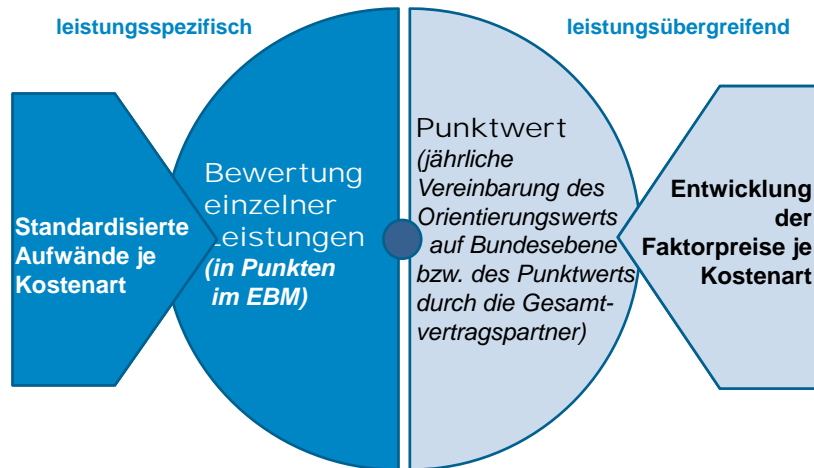 leistungsspezifisch
leistungsübergreifend
Standardisierte
Aufwände je
Kostenart
Bewertung
einzelner
Leistungen
(in Punkten
im EBM)
Punktwert
(jährliche
Vereinbarung des
Orientierungswerts
auf Bundesebene
bzw. des Punktwerts
durch die Gesamt-
vertragspartner)
Entwicklung
der
Faktorpreise je
Kostenart